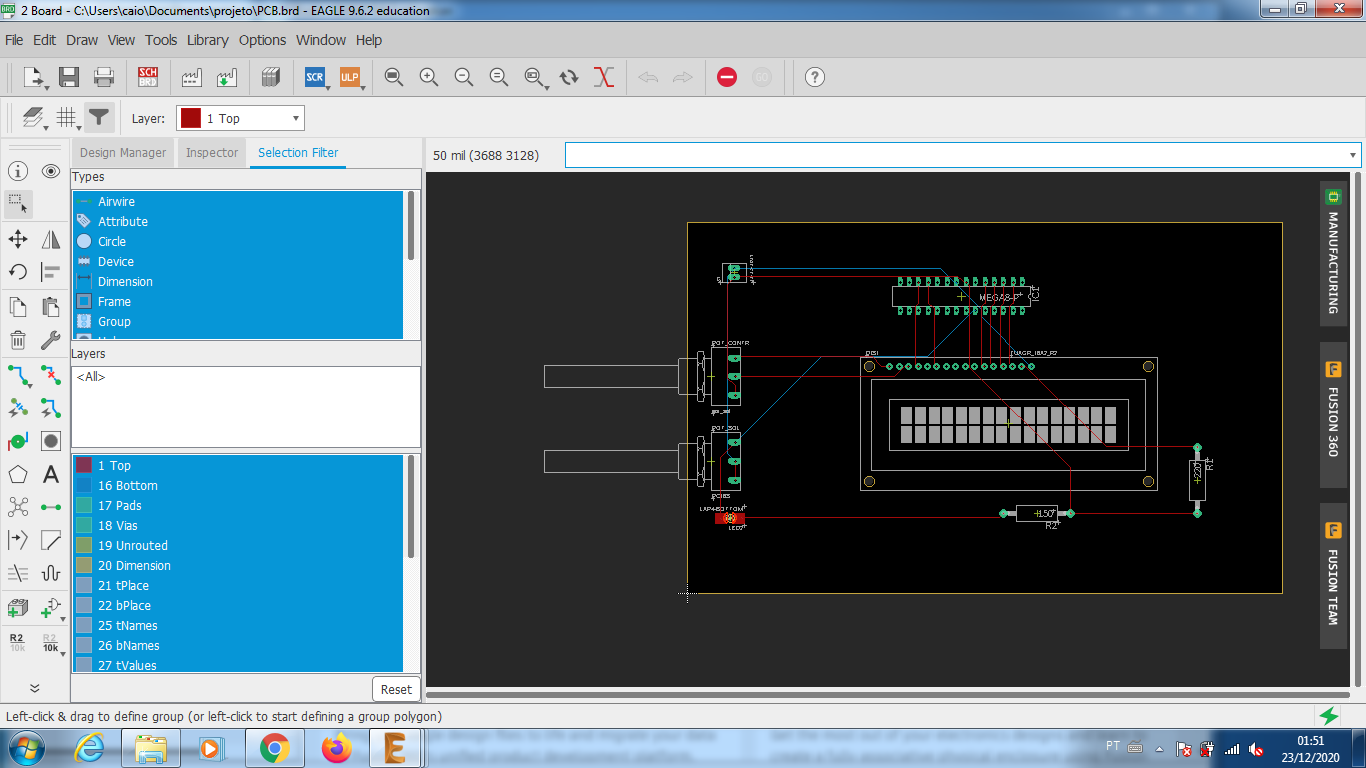 2 Board - C:\Users\caio\Documents\projeto\PCB.brd - EAGLE 9.6.2 education
File Edit Draw View Tools Library Options Window Help
SCH
BRD
SCR
ULP
GO
Layer: 1 Top
Design Manager Inspector Selection Filter
50 mil (3688 3128)
Types
Airwire
Attribute
Circle
Device
Dimension
Frame
Group
Layers
<All>
1 Top
16 Bottom
17 Pads
18 Vias
19 Unrouted
20 Dimension
21 tPlace
22 bPlace
25 tNames
26 bNames
27 tValues
Reset
R2
10k
R2
10k
MEGA8-P
IC1
POT_CONTR
POT_SOL
220
R1
150
R2
MANUFACTURING
FUSION 360
FUSION TEAM
Left-click & drag to define group (or left-click to start defining a group polygon)
PT
01:51
23/12/2020